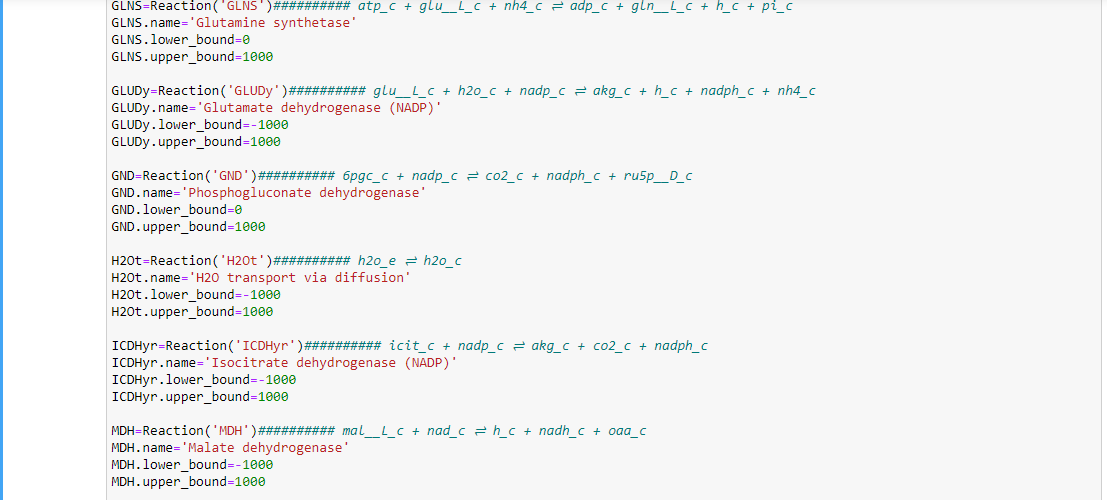 GLNS=Reaction('GLNS')########## atp_c + glu__L_c + nh4_c ⇌ adp_c + gln__L_c + h_c + pi_c
GLNS.name='Glutamine synthetase'
GLNS.lower_bound=0
GLNS.upper_bound=1000
GLUDy=Reaction('GLUDy')########## glu__L_c + h2o_c + nadp_c ⇌ akg_c + h_c + nadph_c + nh4_c
GLUDy.name='Glutamate dehydrogenase (NADP)'
GLUDy.lower_bound=-1000
GLUDy.upper_bound=1000
GND=Reaction('GND')########## 6pgc_c + nadp_c ⇌ co2_c + nadph_c + ru5p__D_c
GND.name='Phosphogluconate dehydrogenase'
GND.lower_bound=0
GND.upper_bound=1000
H2Ot=Reaction('H2Ot')########## h2o_e ⇌ h2o_c
H2Ot.name='H2O transport via diffusion'
H2Ot.lower_bound=-1000
H2Ot.upper_bound=1000
ICDHyr=Reaction('ICDHyr')########## icit_c + nadp_c ⇌ akg_c + co2_c + nadph_c
ICDHyr.name='Isocitrate dehydrogenase (NADP)'
ICDHyr.lower_bound=-1000
ICDHyr.upper_bound=1000
MDH=Reaction('MDH')########## mal__L_c + nad_c ⇌ h_c + nadh_c + oaa_c
MDH.name='Malate dehydrogenase'
MDH.lower_bound=-1000
MDH.upper_bound=1000